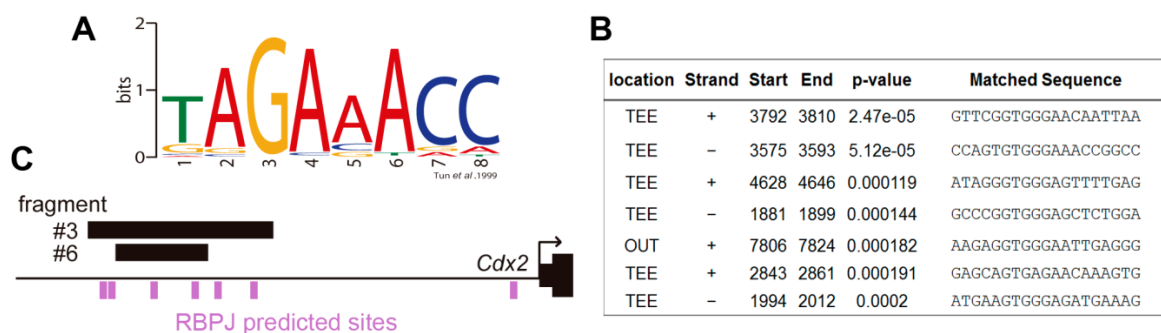 A
2
1
0
bits
TAGAAACC
1 2 3 4 5 6 7 8
Tun et al.1999
B
location Strand Start End p-value Matched Sequence
TEE + 3792 3810 2.47e-05 GTTCGGTGGGAACAATTAA
TEE − 3575 3593 5.12e-05 CCAGTGTGGGAAACCGGCC
TEE + 4628 4646 0.000119 ATAGGGTGGGAGTTTTGAG
TEE − 1881 1899 0.000144 GCCCGGTGGGAGCTCTGGA
OUT + 7806 7824 0.000182 AAGAGGTGGGAATTGAGGG
TEE + 2843 2861 0.000191 GAGCAGTGAGAACAAAGTG
TEE − 1994 2012 0.0002 ATGAAGTGGGAGATGAAAG
C
fragment
#3
#6
Cdx2
RBPJ predicted sites